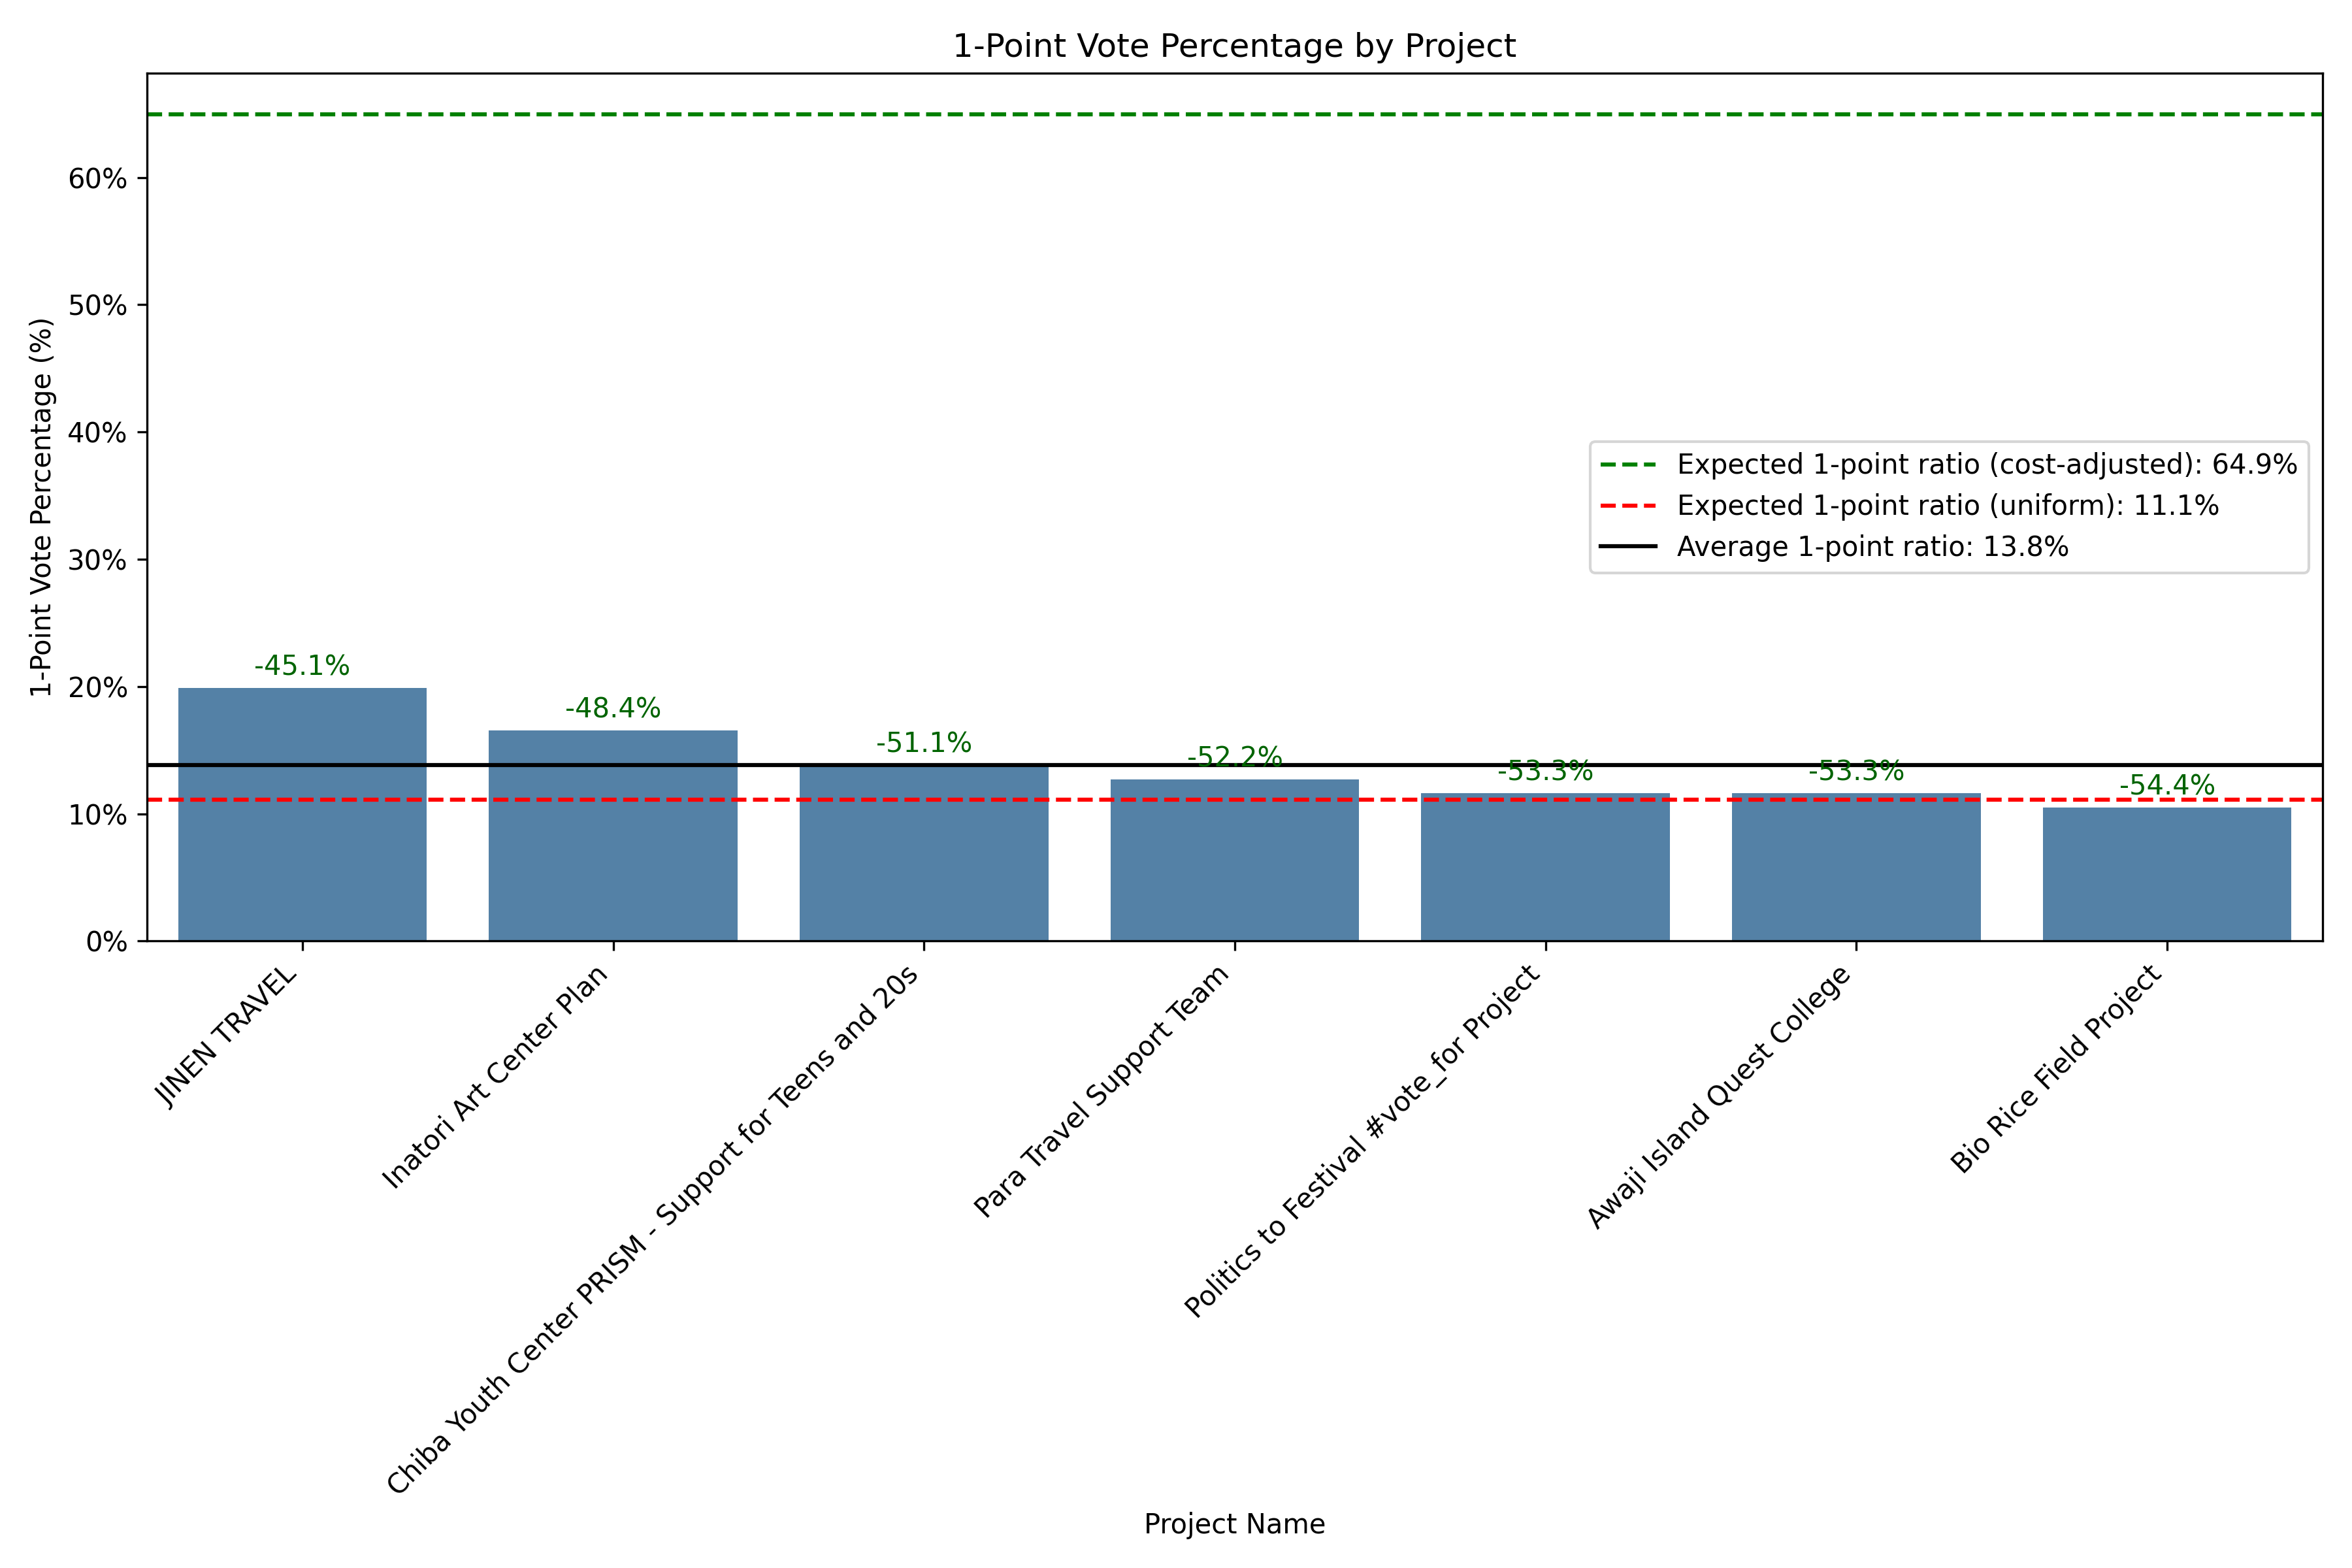 1-Point Vote Percentage by Project
1-Point Vote Percentage (%)
60%
50%
40%
30%
20%
10%
0%
Expected 1-point ratio (cost-adjusted): 64.9%
Expected 1-point ratio (uniform): 11.1%
Average 1-point ratio: 13.8%
-45.1%
-48.4%
-51.1%
-52.2%
-53.3%
-53.3%
-54.4%
JINEN TRAVEL
Inatori Art Center Plan
Chiba Youth Center PRISM - Support for Teens and 20s
Para Travel Support Team
Politics to Festival #vote_for Project
Awaji Island Quest College
Bio Rice Field Project
Project Name